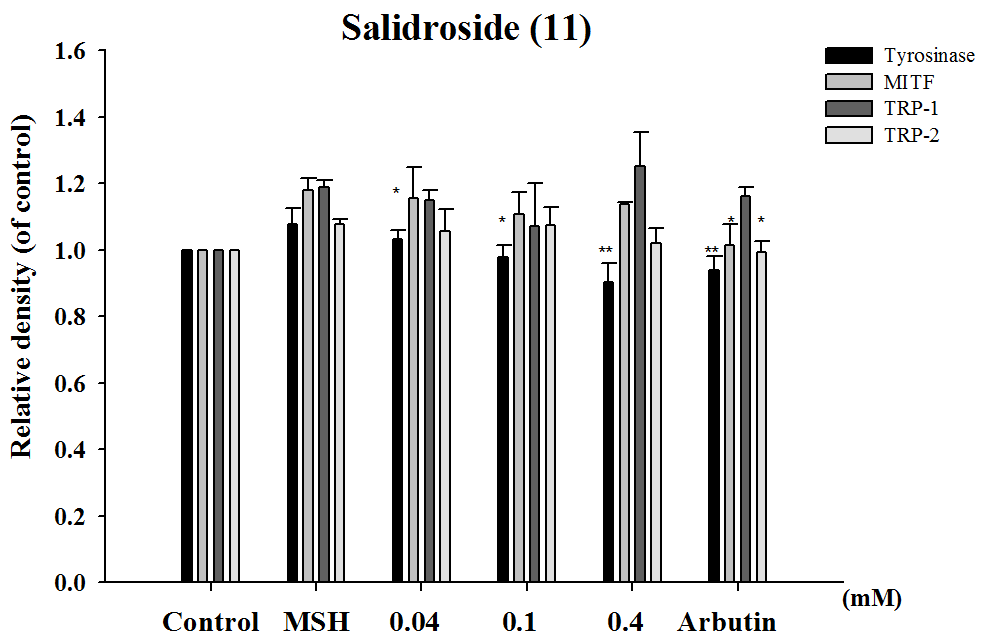 Salidroside (11)
Relative density (of control)
1.6
1.4
1.2
1.0
0.8
0.6
0.4
0.2
0.0
Tyrosinase
MITF
TRP-1
TRP-2
*
*
**
**
*
*
Control MSH 0.04 0.1 0.4 Arbutin
(mM)